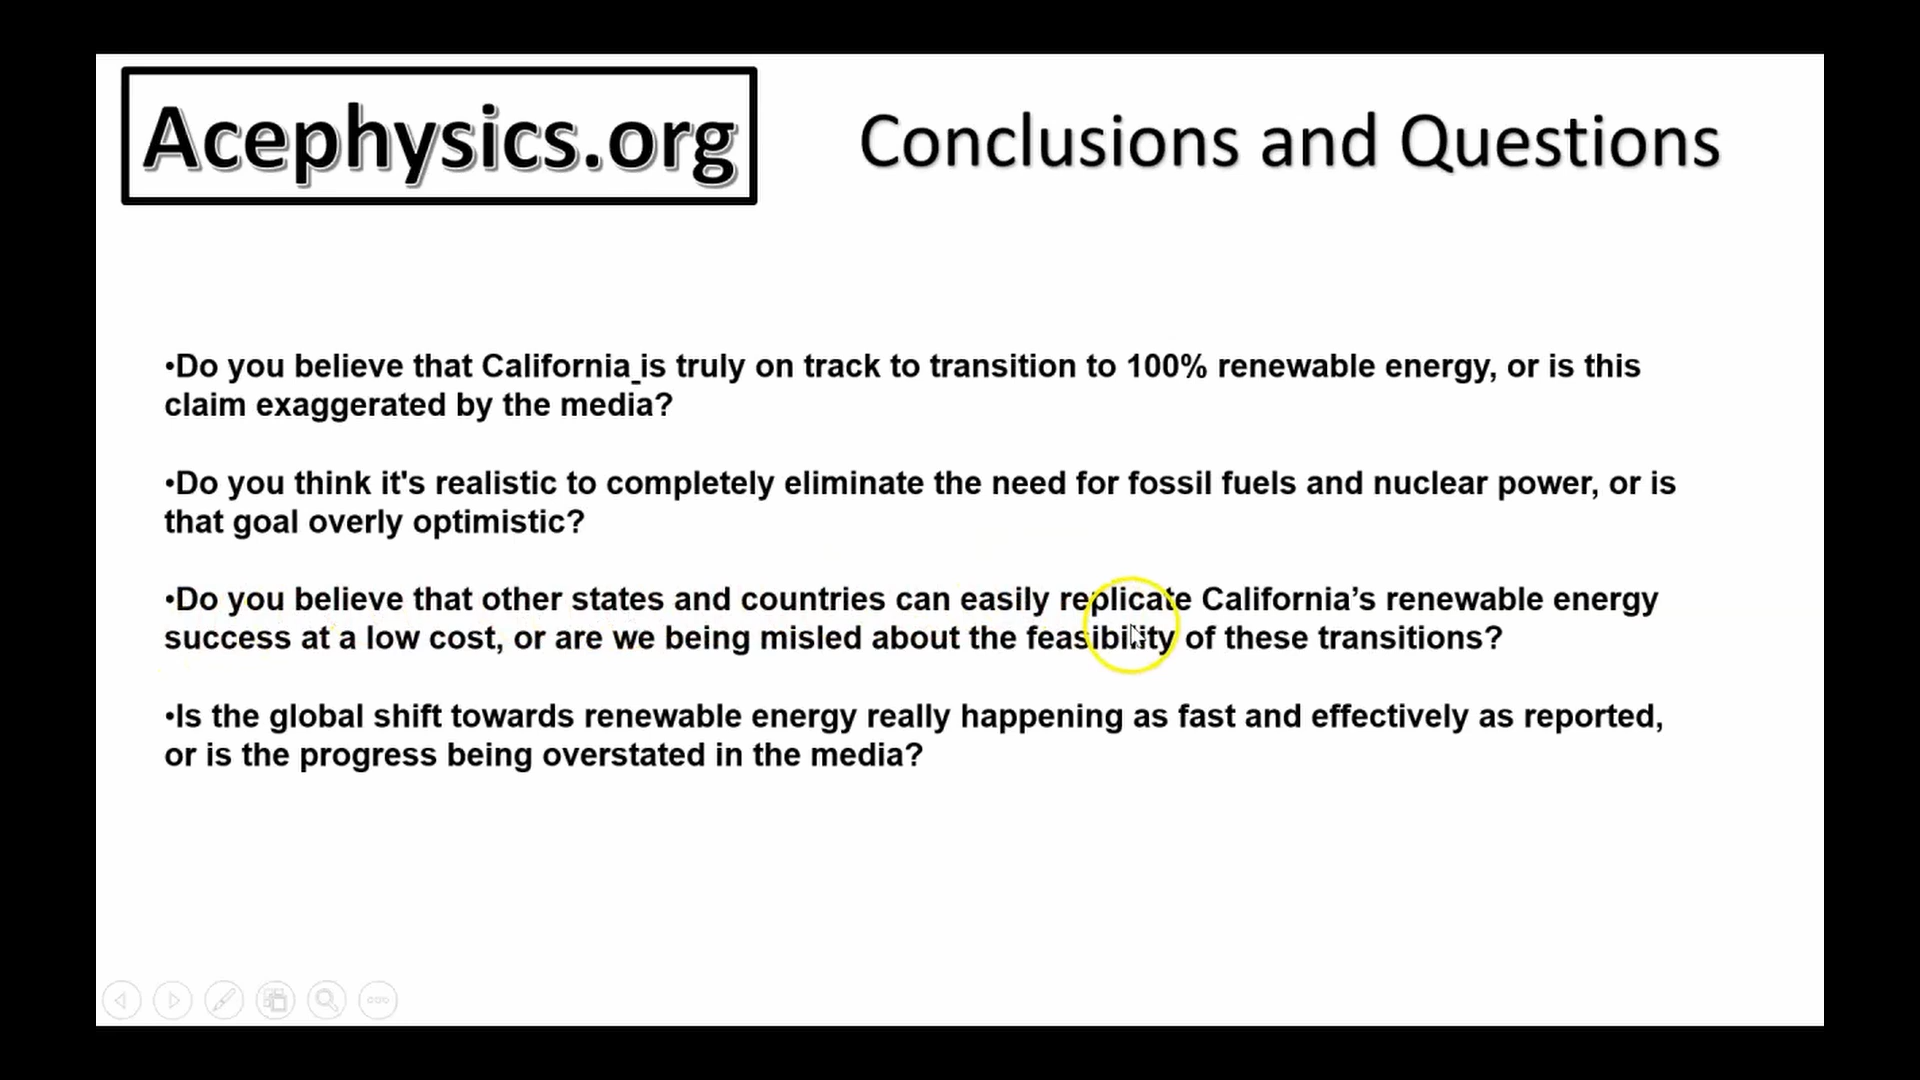 Acephysics.org
Conclusions and Questions
•Do you believe that California is truly on track to transition to 100% renewable energy, or is this
claim exaggerated by the media?
•Do you think it's realistic to completely eliminate the need for fossil fuels and nuclear power, or is
that goal overly optimistic?
•Do you believe that other states and countries can easily replicate California’s renewable energy
success at a low cost, or are we being misled about the feasibility of these transitions?
•Is the global shift towards renewable energy really happening as fast and effectively as reported,
or is the progress being overstated in the media?